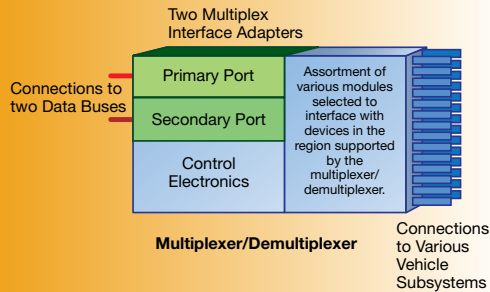 Two Multiplex
Interface Adapters
Connections to
two Data Buses
Primary Port
Secondary Port
Control
Electronics
Assortment of
various modules
selected to
interface with
devices in the
region supported
by the
multiplexer/
demultiplexer.
Multiplexer/Demultiplexer
Connections
to Various
Vehicle
Subsystems